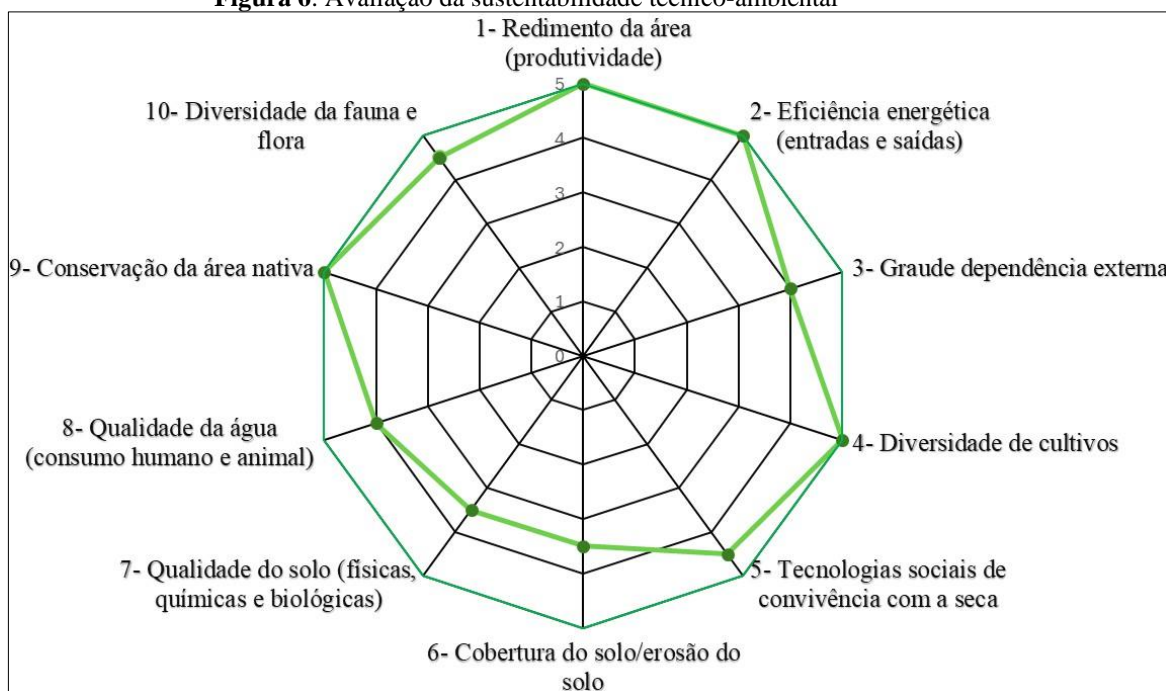 Figura 6: Avaliação da sustentabilidade técnico-ambiental
1- Redimento da área
(produtividade)
2- Eficiência energética
(entradas e saídas)
3- Graude dependência externa
4- Diversidade de cultivos
5- Tecnologias sociais de
convivência com a seca
6- Cobertura do solo/erosão do
solo
7- Qualidade do solo (físicas,
químicas e biológicas)
8- Qualidade da água
(consumo humano e animal)
9- Conservação da área nativa
10- Diversidade da fauna e
flora
5
4
3
2
1
0